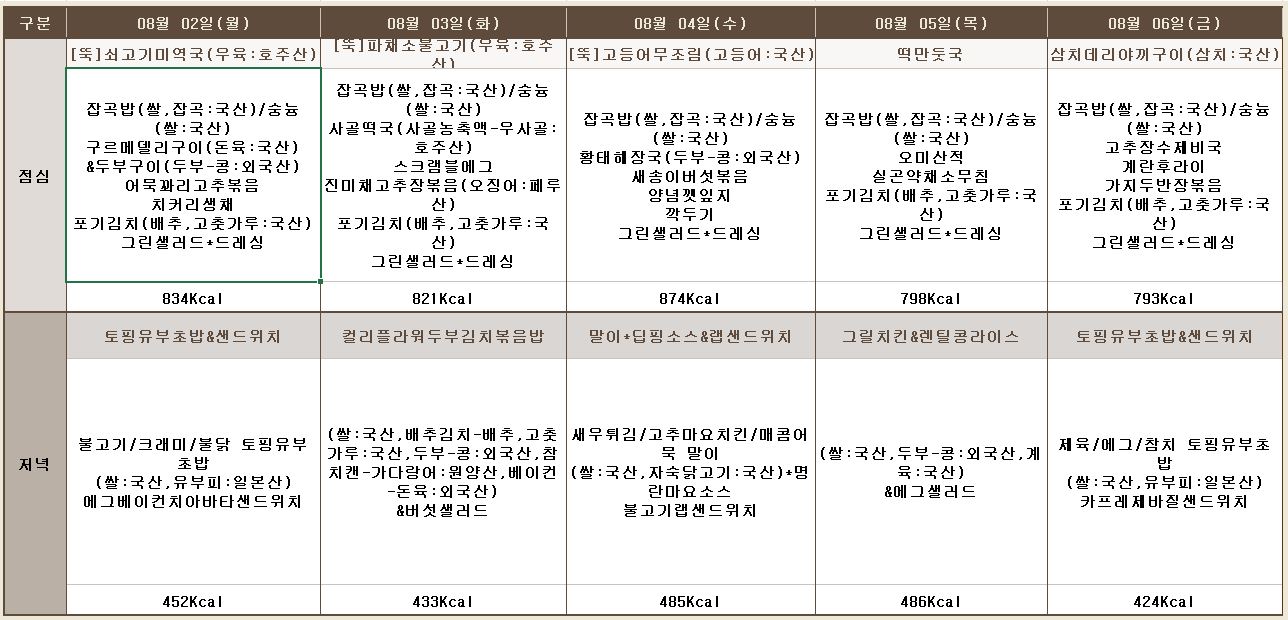 구분
08월 02일(월)
08월 03일(화)
08월 04일(수)
08월 05일(목)
08월 06일(금)
점심
[뚝]쇠고기미역국(우육:호주산)
[뚝]파채소불고기(우육:호주
산)
[뚝]고등어무조림(고등어:국산)
떡만둣국
삼치데리야끼구이(삼치:국산)
잡곡밥(쌀,잡곡:국산)/숭늉
(쌀:국산)
구르메델리구이(돈육:국산)
&두부구이(두부-콩:외국산)
어묵꽈리고추볶음
치커리생채
포기김치(배추,고춧가루:국산)
그린샐러드*드레싱
잡곡밥(쌀,잡곡:국산)/숭늉
(쌀:국산)
사골떡국(사골농축액-우사골:
호주산)
스크램블에그
진미채고추장볶음(오징어:페루
산)
포기김치(배추,고춧가루:국
산)
그린샐러드*드레싱
잡곡밥(쌀,잡곡:국산)/숭늉
(쌀:국산)
황태해장국(두부-콩:외국산)
새송이버섯볶음
양념깻잎지
깍두기
그린샐러드*드레싱
잡곡밥(쌀,잡곡:국산)/숭늉
(쌀:국산)
오미산적
실곤약채소무침
포기김치(배추,고춧가루:국
산)
그린샐러드*드레싱
잡곡밥(쌀,잡곡:국산)/숭늉
(쌀:국산)
고추장수제비국
계란후라이
가지두반장볶음
포기김치(배추,고춧가루:국
산)
그린샐러드*드레싱
834Kcal
821Kcal
874Kcal
798Kcal
793Kcal
저녁
토핑유부초밥&샌드위치
컬리플라워두부김치볶음밥
말이*딥핑소스&랩샌드위치
그릴치킨&렌틸콩라이스
토핑유부초밥&샌드위치
불고기/크래미/불닭 토핑유부
초밥
(쌀:국산,유부피:일본산)
에그베이컨치아바타샌드위치
(쌀:국산,배추김치-배추,고춧
가루:국산,두부-콩:외국산,참
치캔-가다랑어:원양산,베이컨
-돈육:외국산)
&버섯샐러드
새우튀김/고추마요치킨/매콤어
묵 말이
(쌀:국산,자숙닭고기:국산)*명
란마요소스
불고기랩샌드위치
(쌀:국산,두부-콩:외국산,계
육:국산)
&에그샐러드
제육/에그/참치 토핑유부초
밥
(쌀:국산,유부피:일본산)
카프레제바질샌드위치
452Kcal
433Kcal
485Kcal
486Kcal
424Kcal